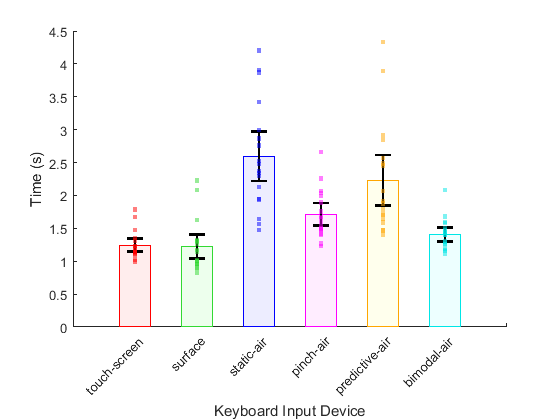 4.5
4
3.5
3
2.5
2
1.5
1
0.5
0
Time (s)
touch-screen
surface
static-air
pinch-air
predictive-air
bimodal-air
Keyboard Input Device